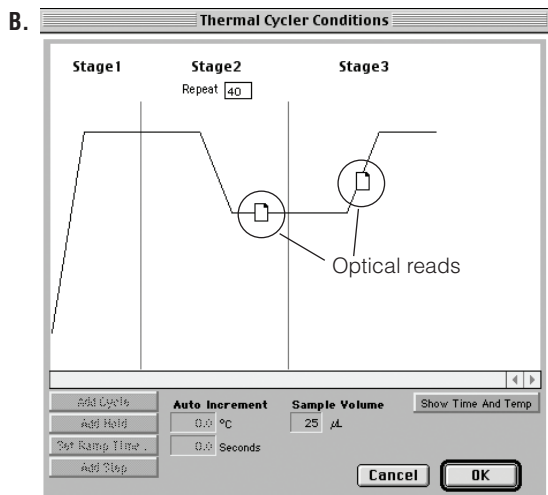 B.
Thermal Cycler Conditions
Stage1 Stage2 Stage3
Repeat 40
Optical reads
Add Cycle
Add Hold
Set Ramp Time .
Add Step
Auto Increment
0.0 °C
0.0 Seconds
Sample Volume
25 µL
Show Time And Temp
Cancel OK